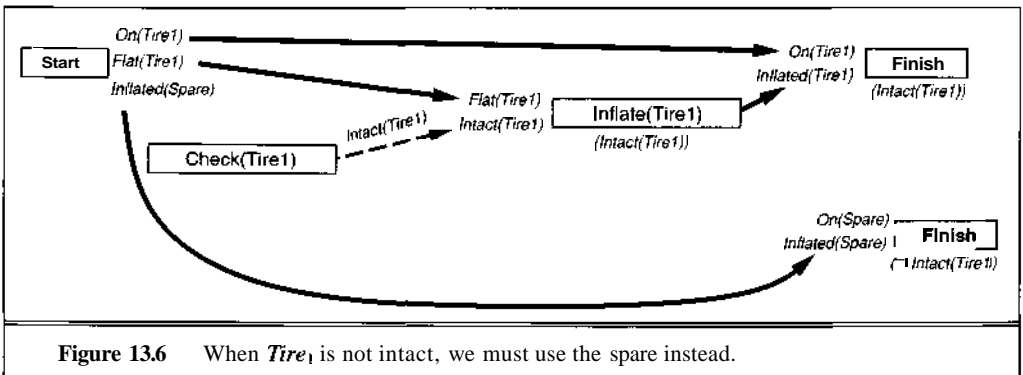 On(Tire1)
Start
Flat(Tire1)
Inflated(Spare)
On(Tire1)
Inflated(Tire1)
Finish
(Intact(Tire1))
Flat(Tire1)
Intact(Tire1)
Inflate(Tire1)
(Intact(Tire1))
Intact(Tire1)
Check(Tire1)
On(Spare)
Inflated(Spare)
Finish
(¬ Intact(Tire1))
Figure 13.6 When Tire₁ is not intact, we must use the spare instead.